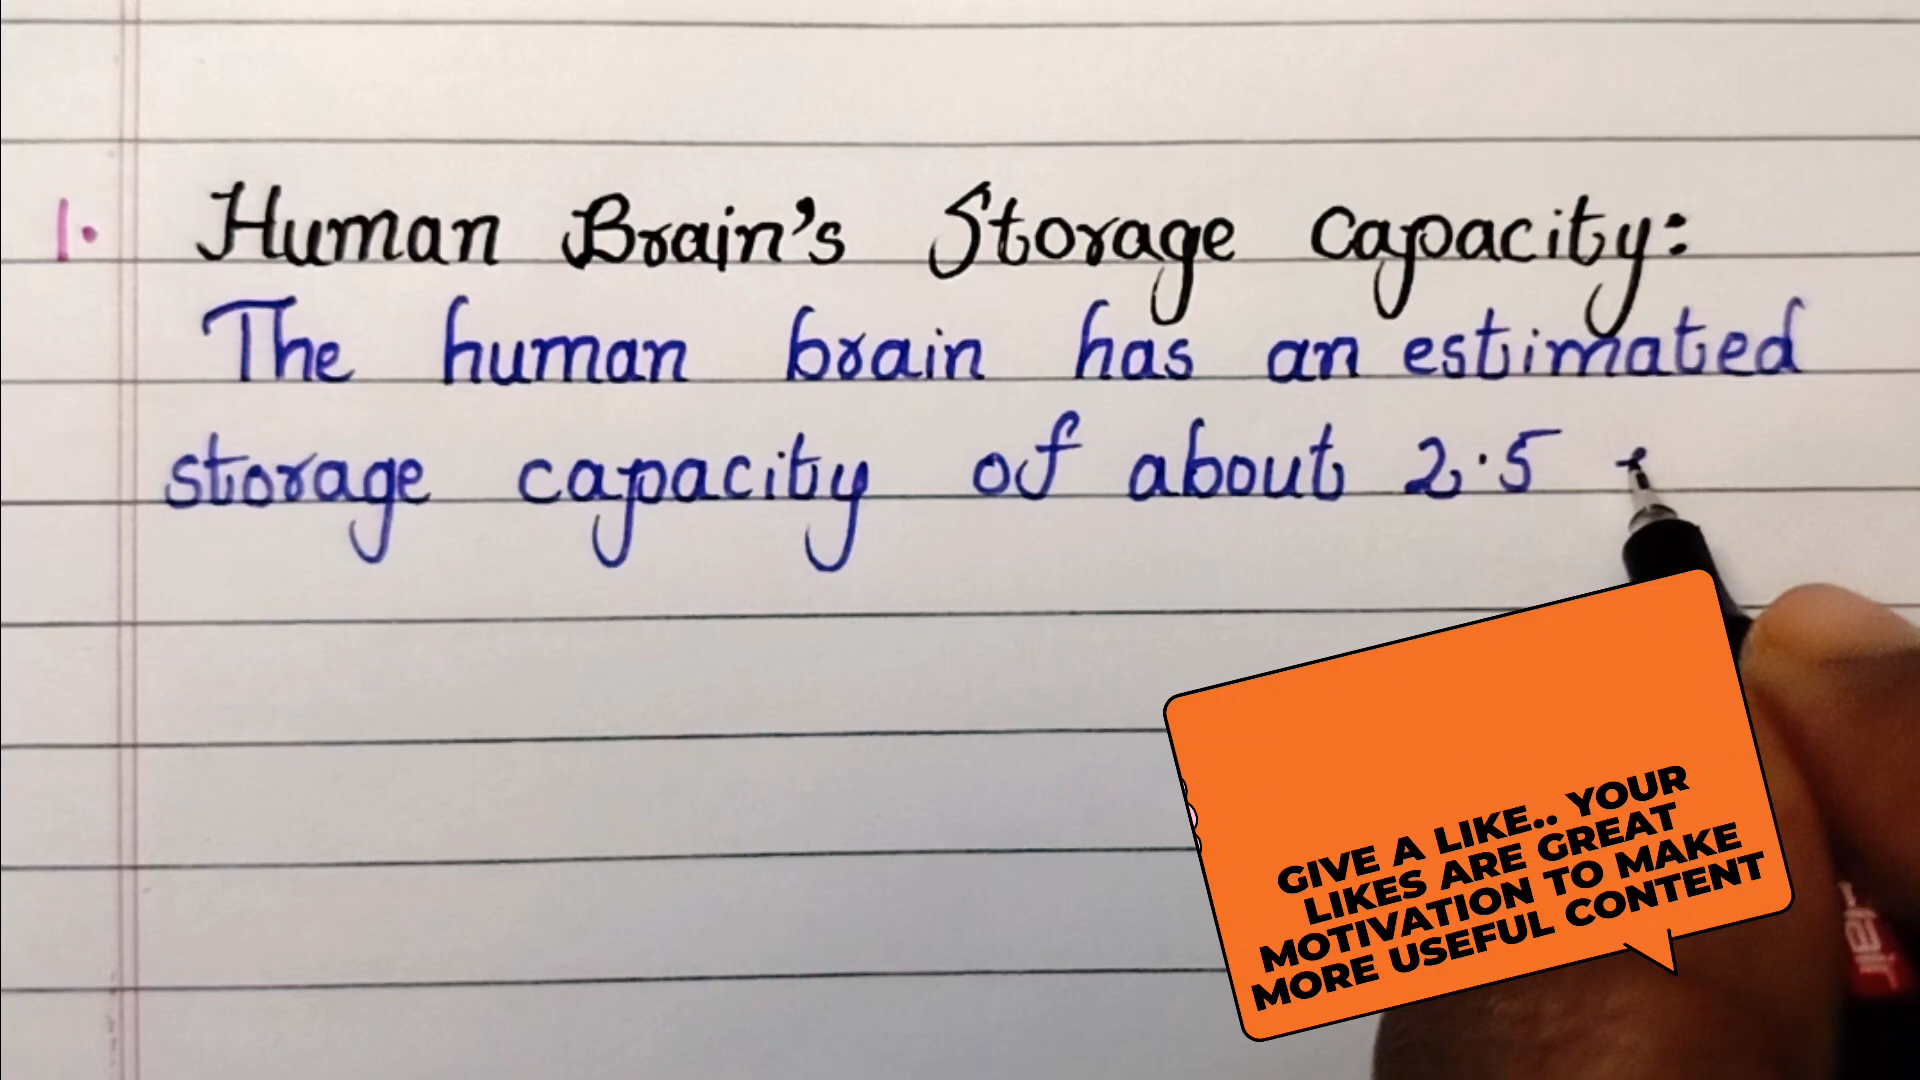 1. Human Brain's Storage Capacity:
The human brain has an estimated
storage capacity of about 2.5
GIVE A LIKE.. YOUR
LIKES ARE GREAT
MOTIVATION TO MAKE
MORE USEFUL CONTENT